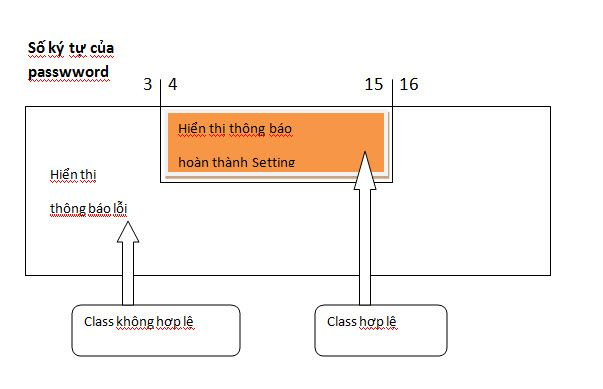 Số ký tự của
passwword
3 4 15 16
Hiển thị thông báo
hoàn thành Setting
Hiển thị
thông báo lỗi
Class không hợp lệ
Class hợp lệ